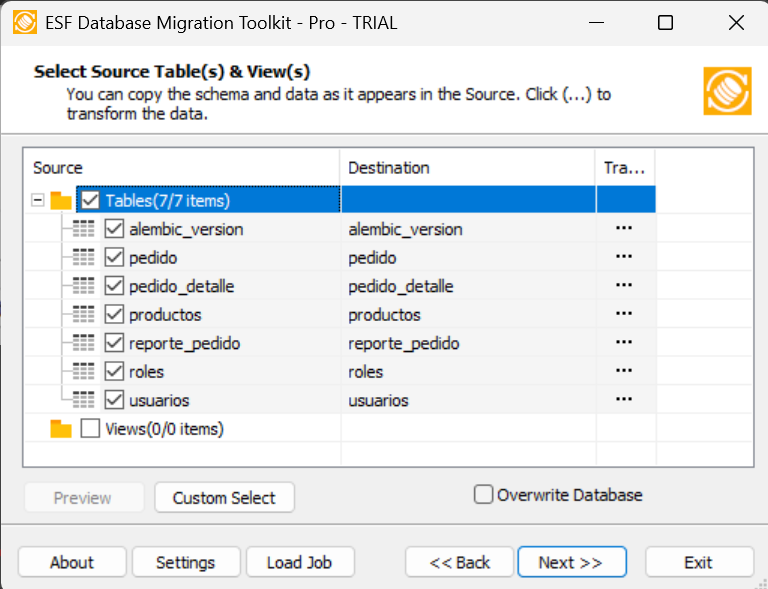 ESF Database Migration Toolkit - Pro - TRIAL
Select Source Table(s) & View(s)
You can copy the schema and data as it appears in the Source. Click (...) to
transform the data.
Source Destination Tra...
Tables(7/7 items)
alembic_version alembic_version ...
pedido pedido ...
pedido_detalle pedido_detalle ...
productos productos ...
reporte_pedido reporte_pedido ...
roles roles ...
usuarios usuarios ...
Views(0/0 items)
Preview Custom Select Overwrite Database
About Settings Load Job << Back Next >> Exit